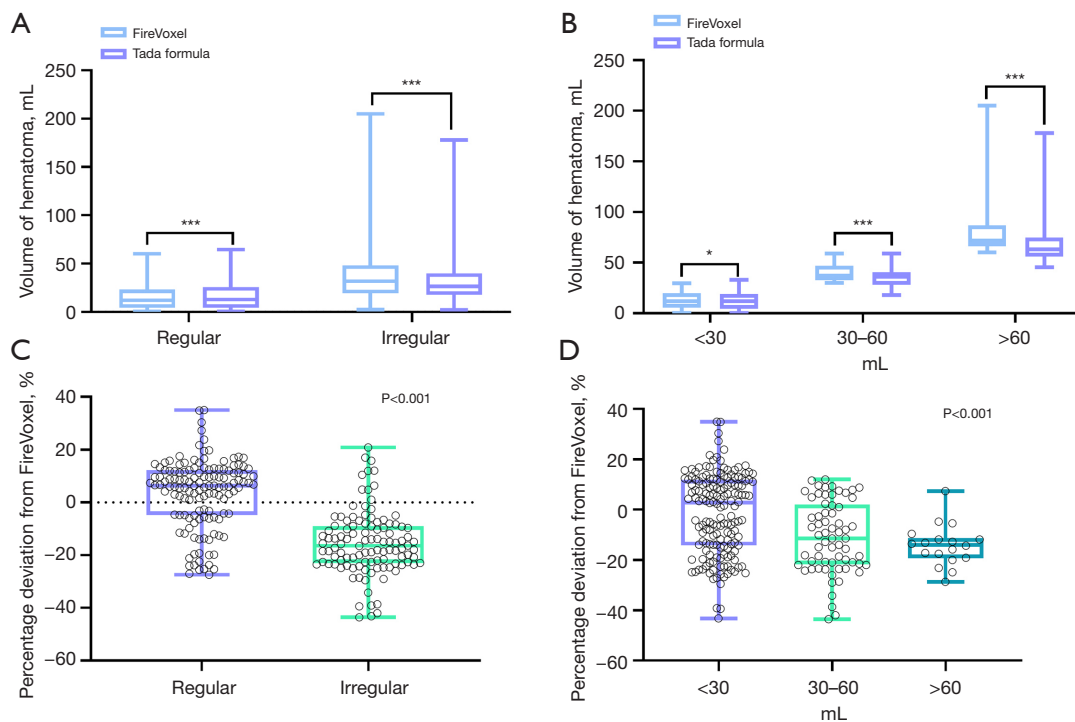 A
FireVoxel
Tada formula
Volume of hematoma, mL
250
200
150
100
50
0
***
***
Regular
Irregular
B
FireVoxel
Tada formula
Volume of hematoma, mL
250
200
150
100
50
0
*
***
***
<30
30–60
>60
mL
C
Percentage deviation from FireVoxel, %
40
20
0
−20
−40
−60
P<0.001
Regular
Irregular
D
Percentage deviation from FireVoxel, %
40
20
0
−20
−40
−60
P<0.001
<30
30–60
>60
mL